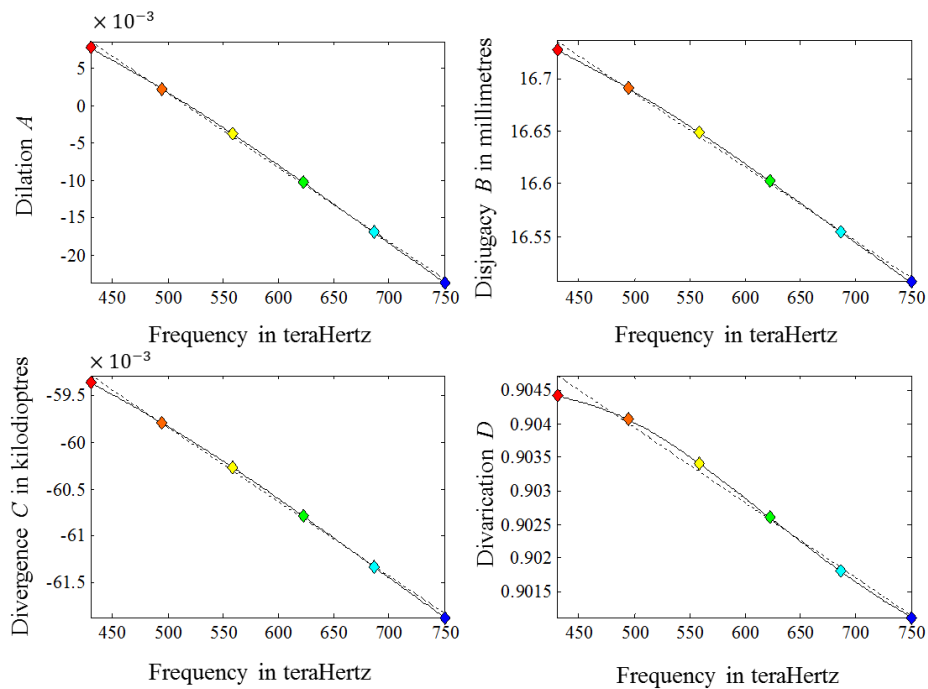 × 10⁻³
5
0
-5
-10
-15
-20
Dilation A
450 500 550 600 650 700 750
Frequency in teraHertz
16.7
16.65
16.6
16.55
Disjugacy B in millimetres
450 500 550 600 650 700 750
Frequency in teraHertz
× 10⁻³
-59.5
-60
-60.5
-61
-61.5
Divergence C in kilodioptres
450 500 550 600 650 700 750
Frequency in teraHertz
0.9045
0.904
0.9035
0.903
0.9025
0.902
0.9015
Divarication D
450 500 550 600 650 700 750
Frequency in teraHertz